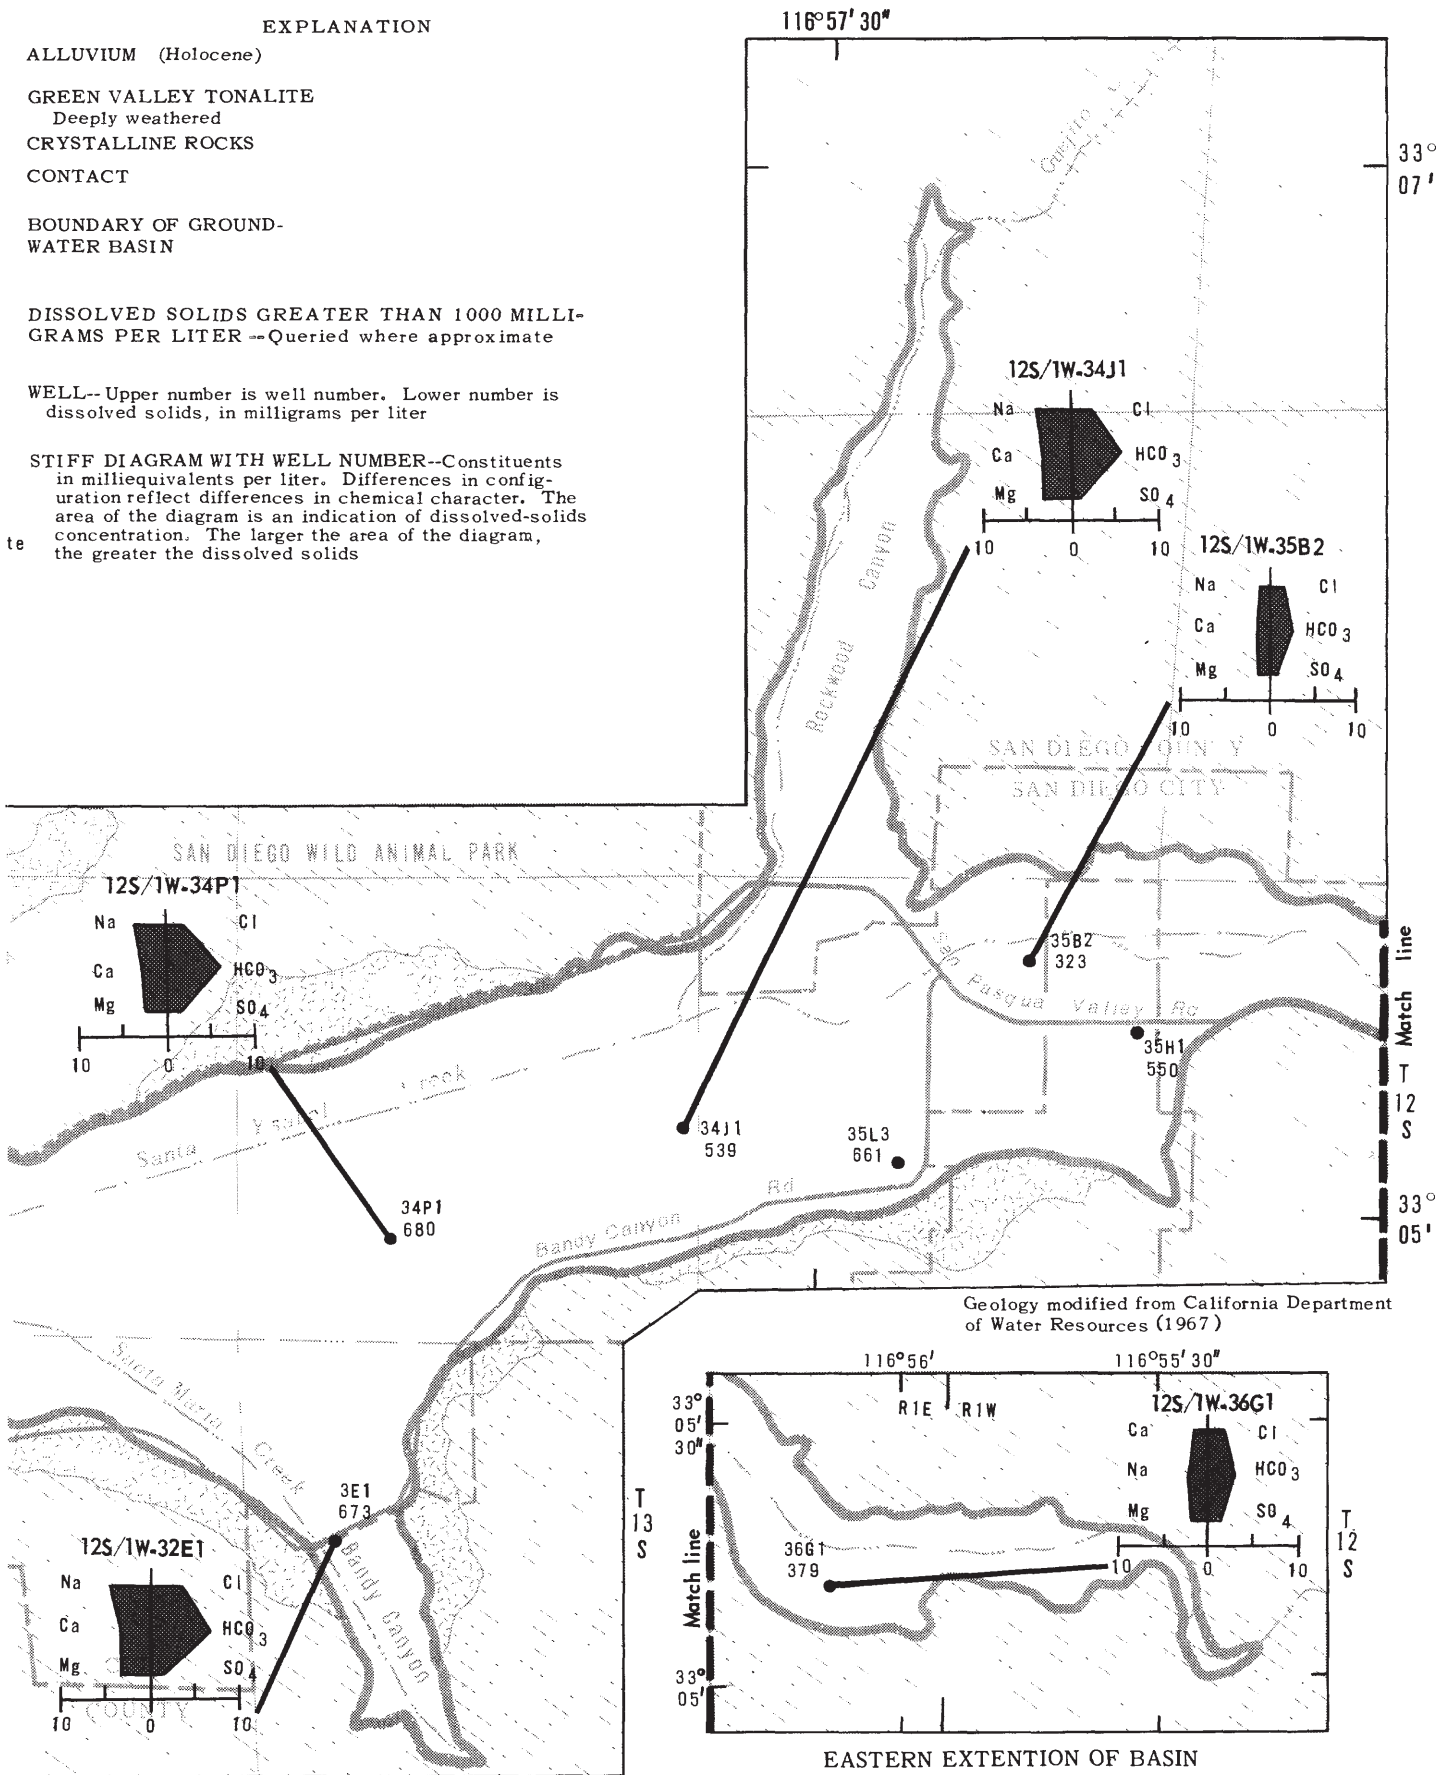 EXPLANATION
ALLUVIUM (Holocene)
GREEN VALLEY TONALITE
Deeply weathered
CRYSTALLINE ROCKS
CONTACT
BOUNDARY OF GROUND-
WATER BASIN
DISSOLVED SOLIDS GREATER THAN 1000 MILLI-
GRAMS PER LITER --Queried where approximate
WELL-- Upper number is well number. Lower number is
dissolved solids, in milligrams per liter
STIFF DIAGRAM WITH WELL NUMBER--Constituents
in milliequivalents per liter. Differences in config-
uration reflect differences in chemical character. The
area of the diagram is an indication of dissolved-solids
concentration. The larger the area of the diagram,
the greater the dissolved solids
te
116°57'30"
33°
07'
Guejito
12S/1W-34J1
Na Cl
Ca HCO3
Mg SO4
10 0 10
12S/1W-35B2
Na Cl
Ca HCO3
Mg SO4
10 0 10
Rockwood Canyon
SAN DIEGO COUNTY
SAN DIEGO CITY
SAN DIEGO WILD ANIMAL PARK
12S/1W-34P1
Na Cl
Ca HCO3
Mg SO4
10 0 10
35B2
323
San Pasqua Valley Rd
35H1
550
Match line
T
12
S
Santa Ysabel Creek
34J1
539
35L3
661
34P1
680
Bandy Canyon Rd
33°
05'
Geology modified from California Department
of Water Resources (1967)
Santa Maria Creek
3E1
673
Bandy Canyon
T
13
S
12S/1W-32E1
Na Cl
Ca HCO3
Mg SO4
10 0 10
COUNTY
116°56' 116°55'30"
33°
05'
30"
R1E R1W
12S/1W-36G1
Ca Cl
Na HCO3
Mg SO4
10 0 10
36G1
379
Match line
T
12
S
33°
05'
EASTERN EXTENTION OF BASIN